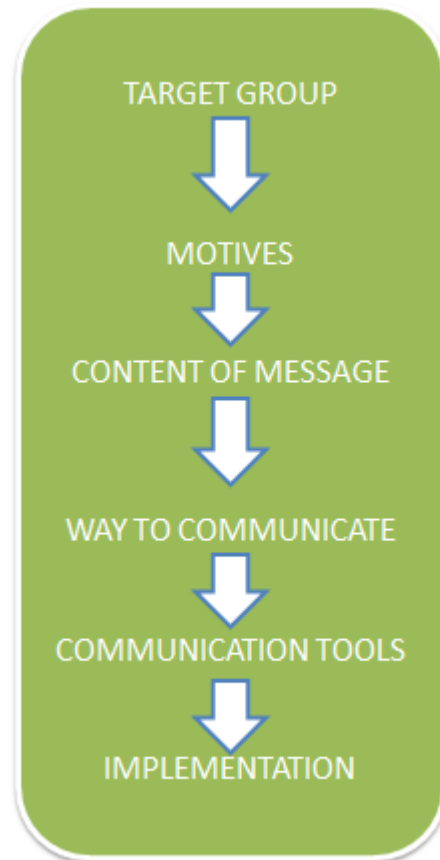 TARGET GROUP
MOTIVES
CONTENT OF MESSAGE
WAY TO COMMUNICATE
COMMUNICATION TOOLS
IMPLEMENTATION